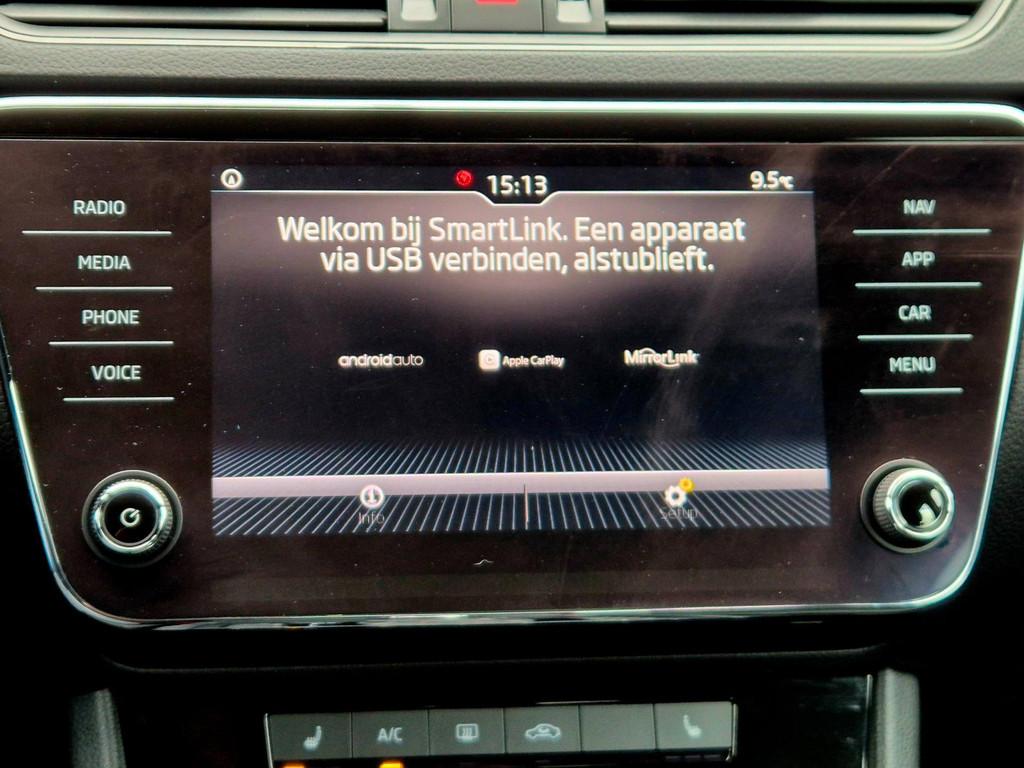 15:13
9.5°C
RADIO
MEDIA
PHONE
VOICE
Welkom bij SmartLink. Een apparaat
via USB verbinden, alstublieft.
androidauto
Apple CarPlay
MirrorLink
Info
Setup
NAV
APP
CAR
MENU
A/C